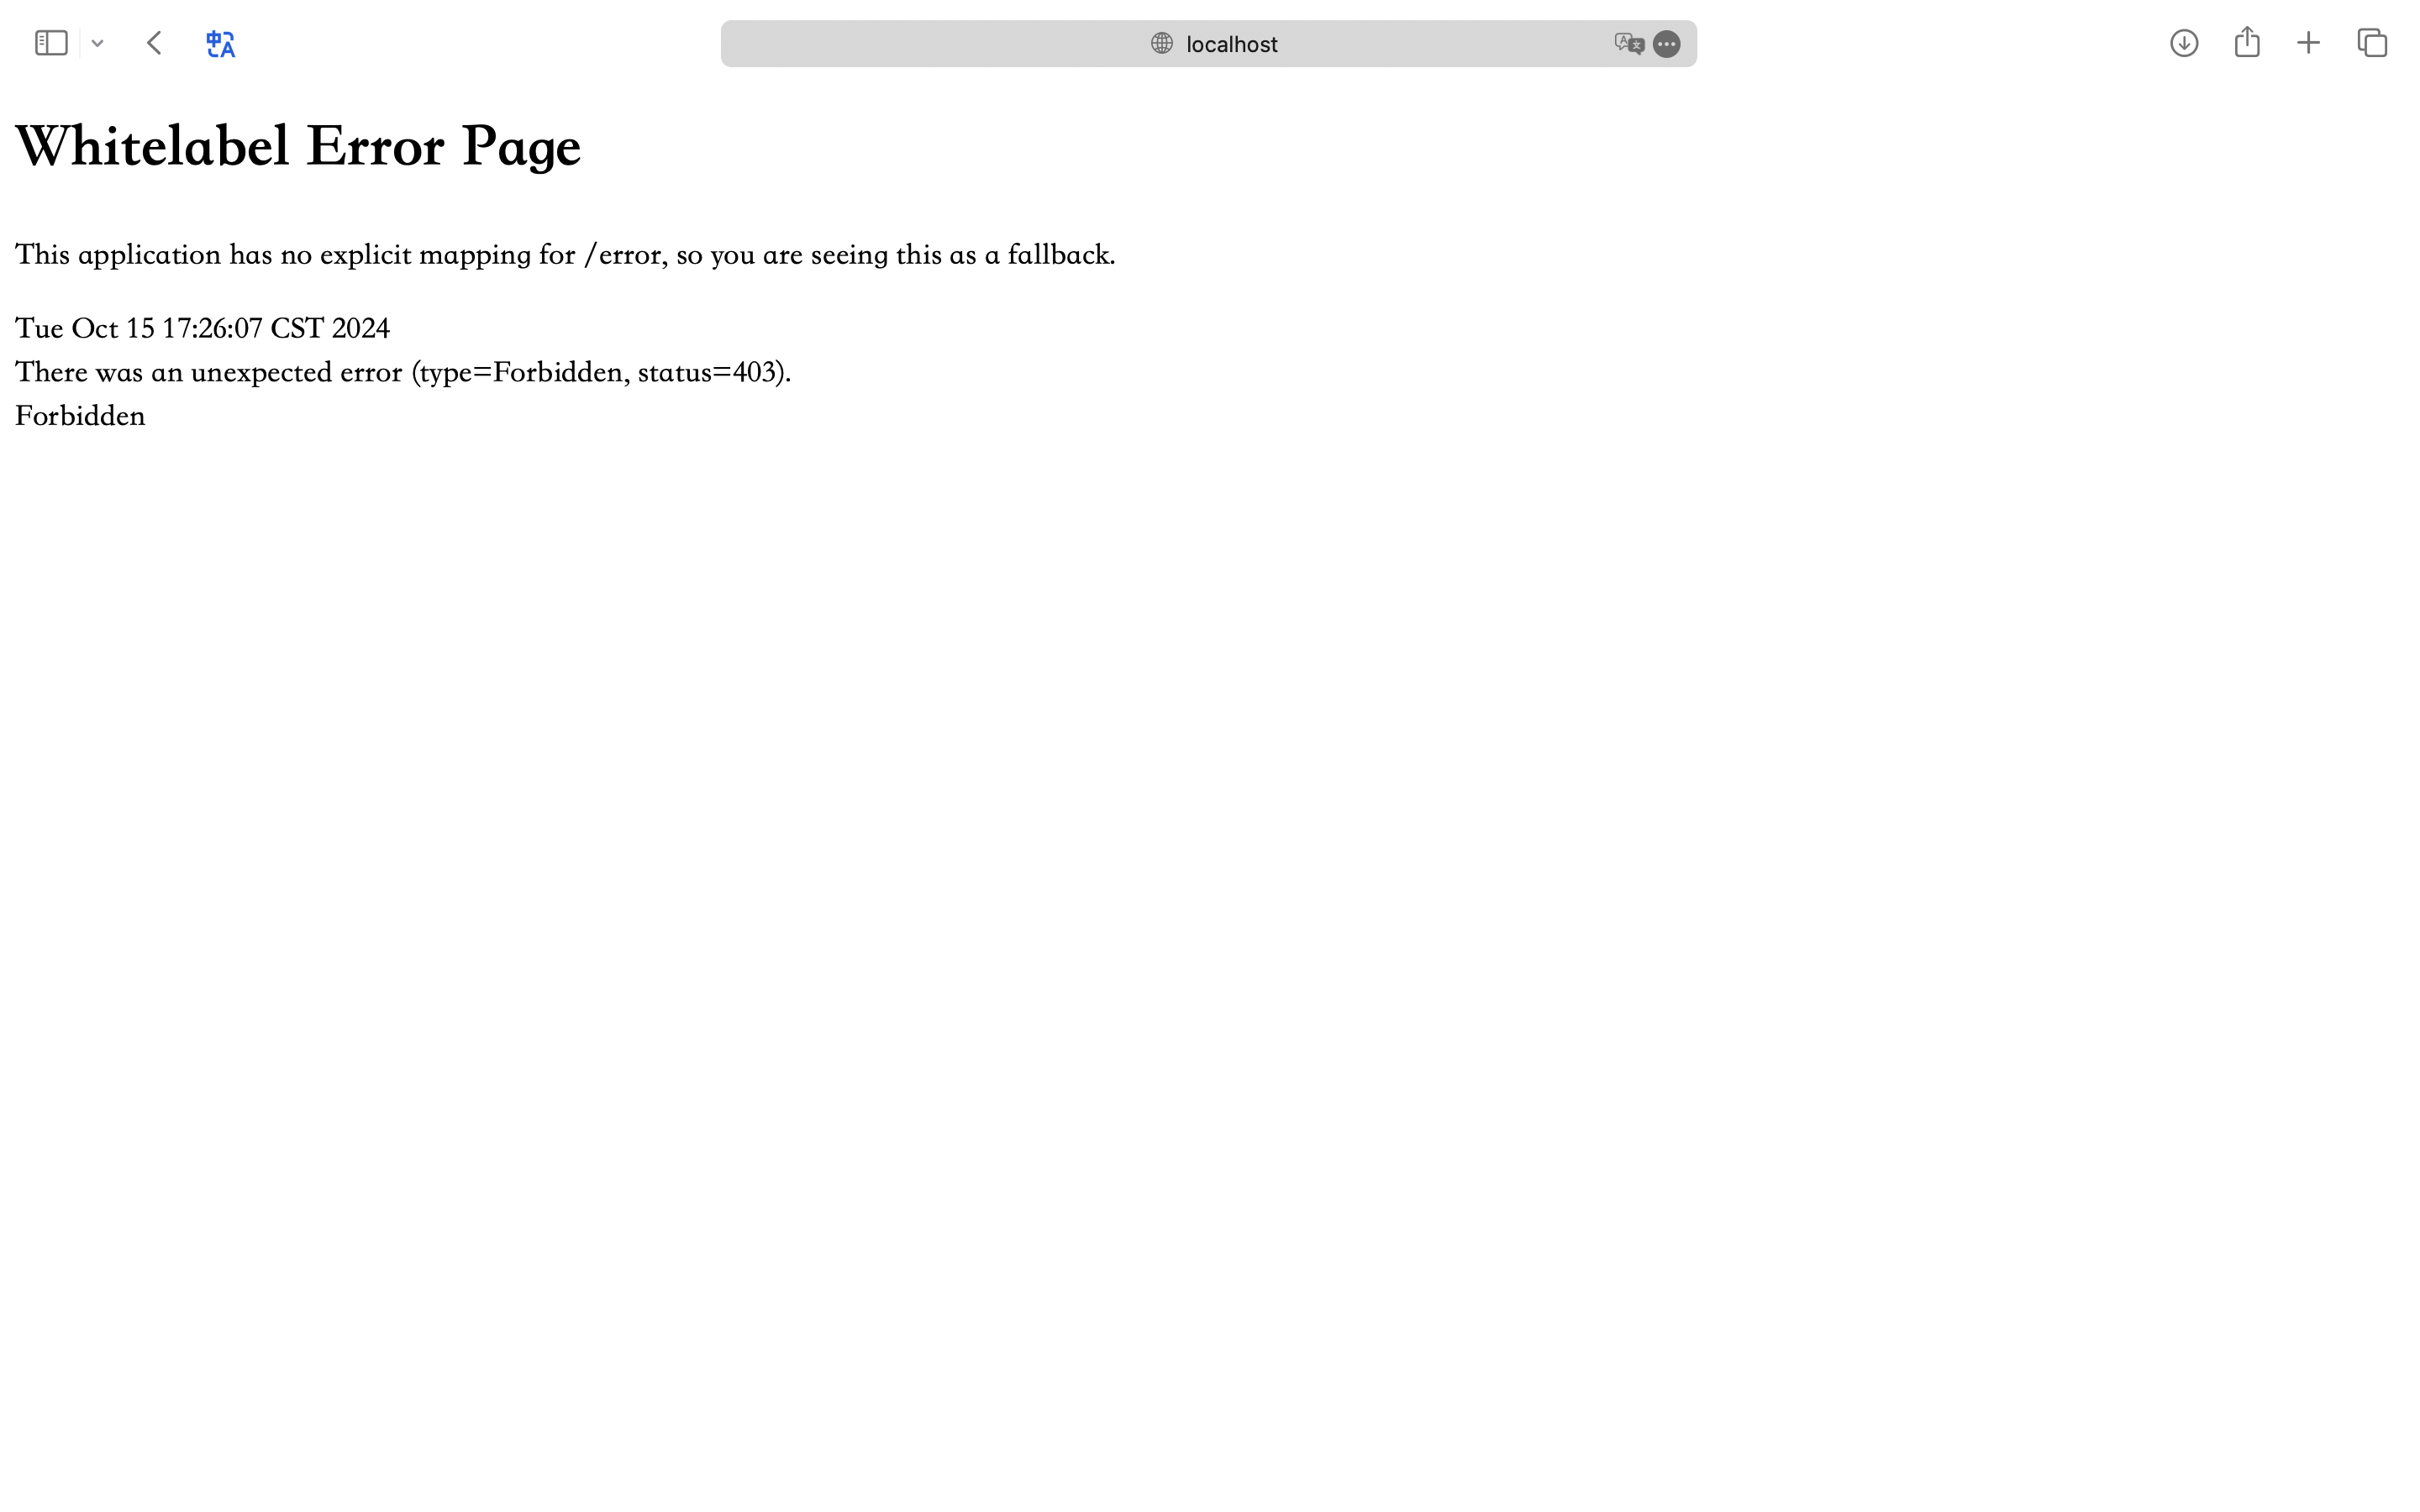 localhost
Whitelabel Error Page
This application has no explicit mapping for /error, so you are seeing this as a fallback.
Tue Oct 15 17:26:07 CST 2024
There was an unexpected error (type=Forbidden, status=403).
Forbidden